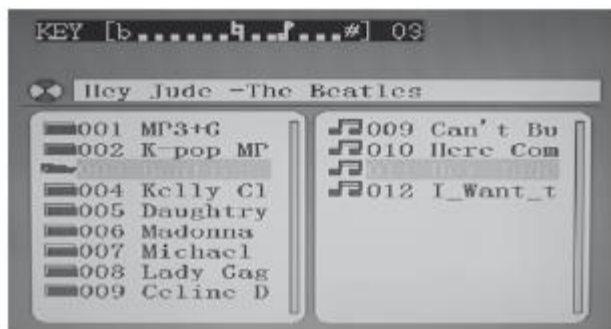 KEY [b......♮..♪...#] 03
Hey Jude -The Beatles
001 MP3+G
002 K-pop MP
004 Kelly Cl
005 Daughtry
006 Madonna
007 Michael
008 Lady Gag
009 Celine D
009 Can't Bu
010 Here Com
012 I_Want_t